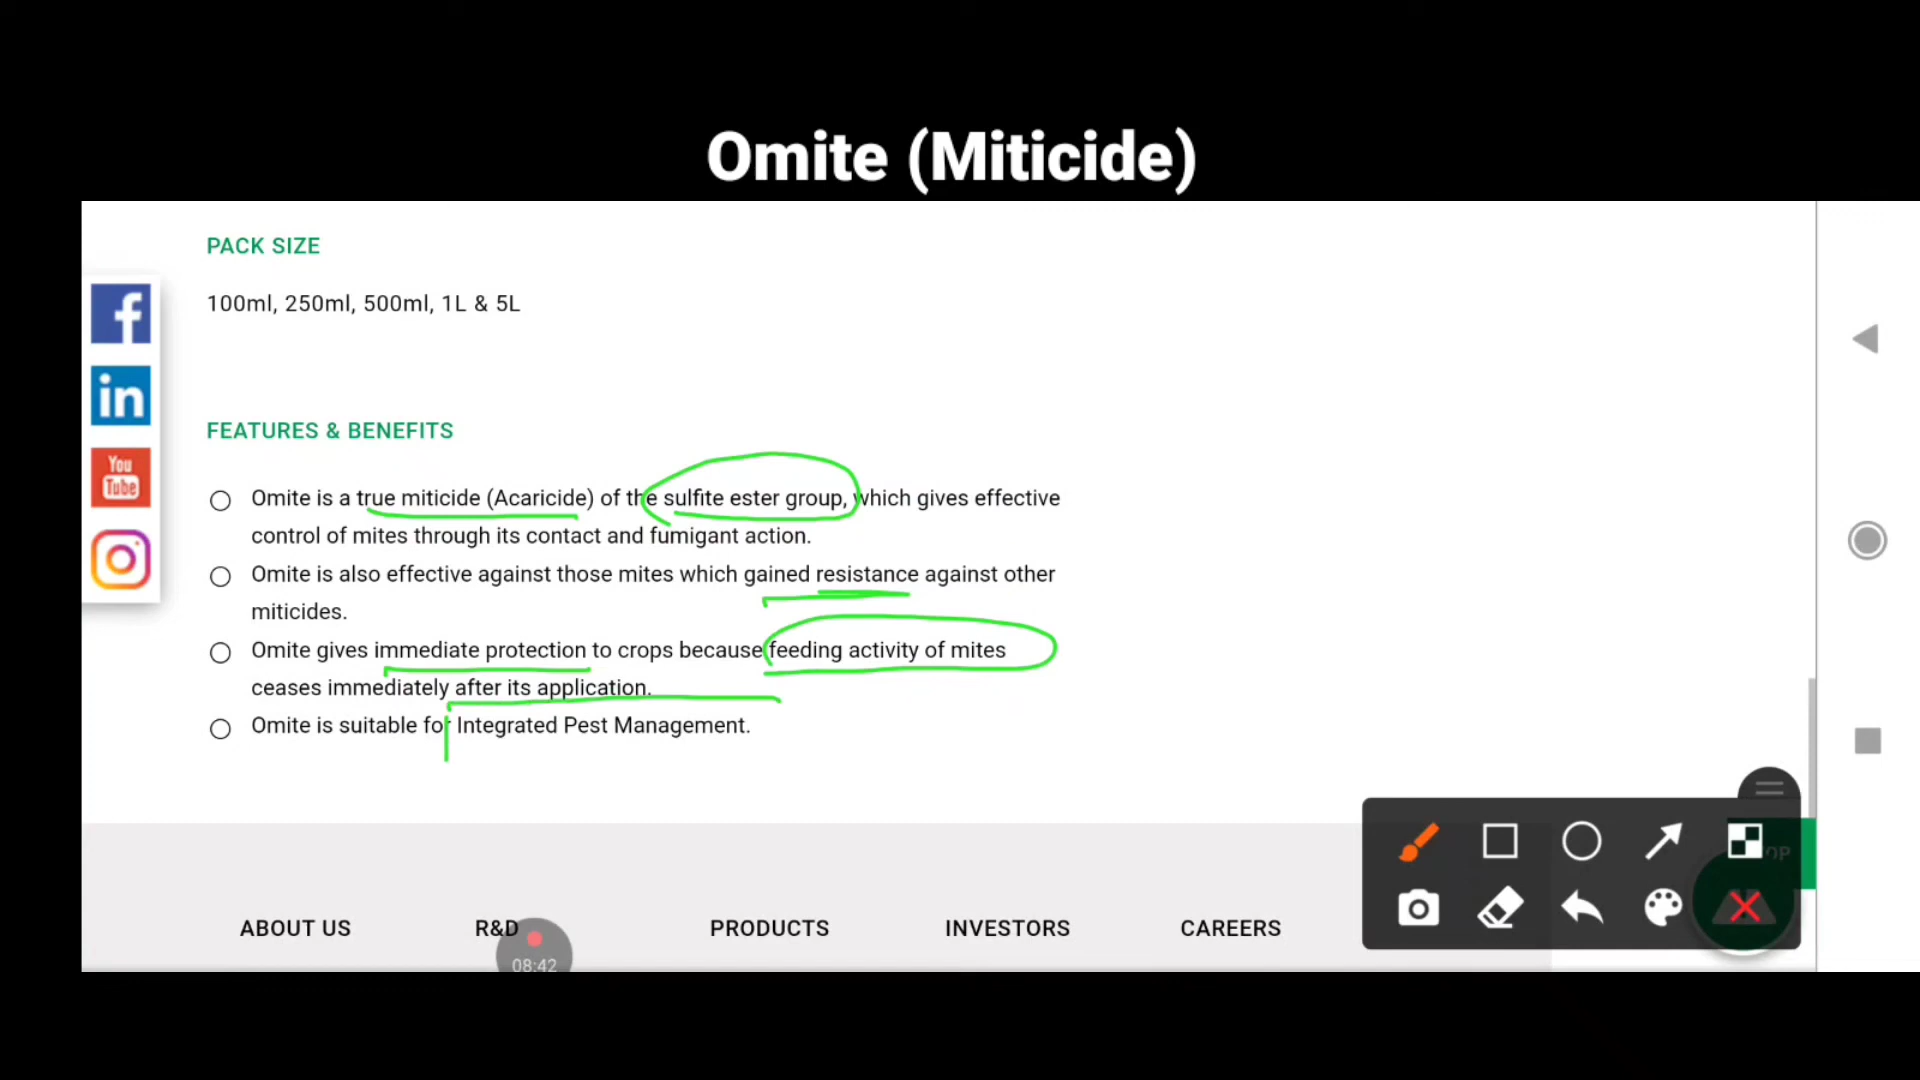 Omite (Miticide)
PACK SIZE
100ml, 250ml, 500ml, 1L & 5L
FEATURES & BENEFITS
Omite is a true miticide (Acaricide) of the sulfite ester group, which gives effective
control of mites through its contact and fumigant action.
Omite is also effective against those mites which gained resistance against other
miticides.
Omite gives immediate protection to crops because feeding activity of mites
ceases immediately after its application.
Omite is suitable for Integrated Pest Management.
f
in
You
Tube
OP
ABOUT US R&D PRODUCTS INVESTORS CAREERS
08:42